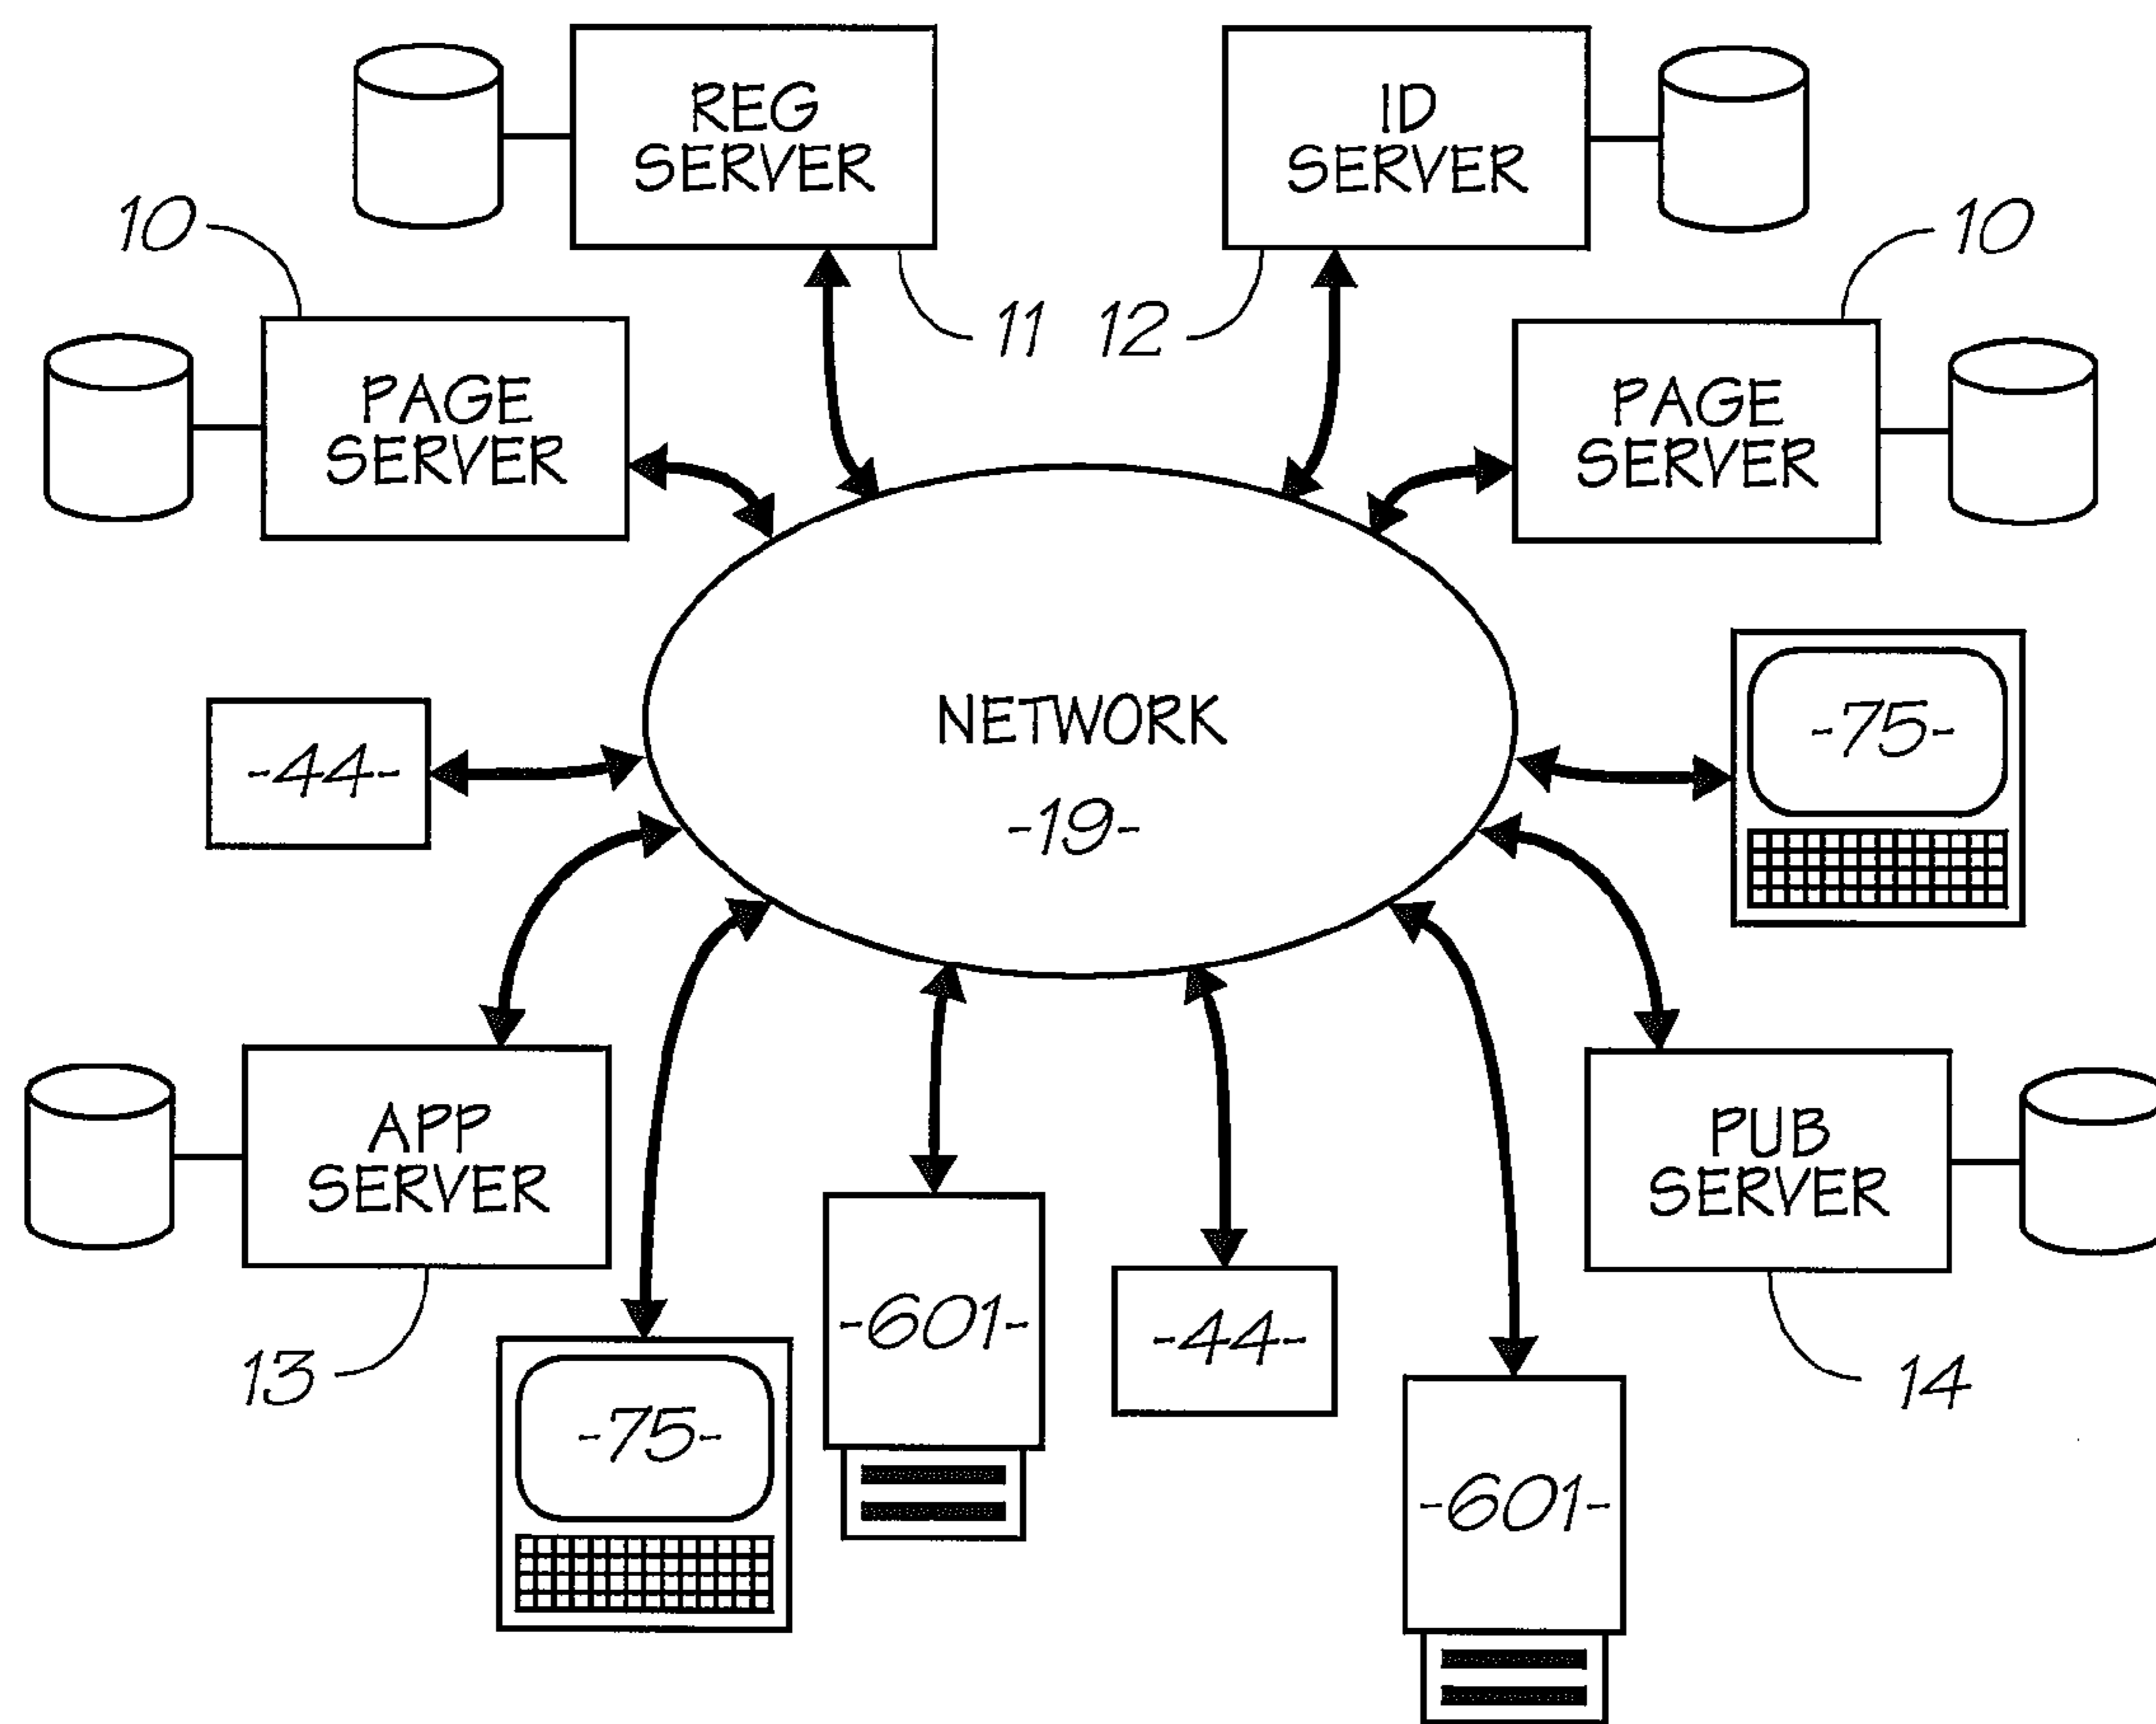 REG
SERVER
ID
SERVER
10
10
11
12
PAGE
SERVER
PAGE
SERVER
NETWORK
-19-
-44-
-75-
APP
SERVER
PUB
SERVER
13
-601-
-44-
14
-75-
-601-